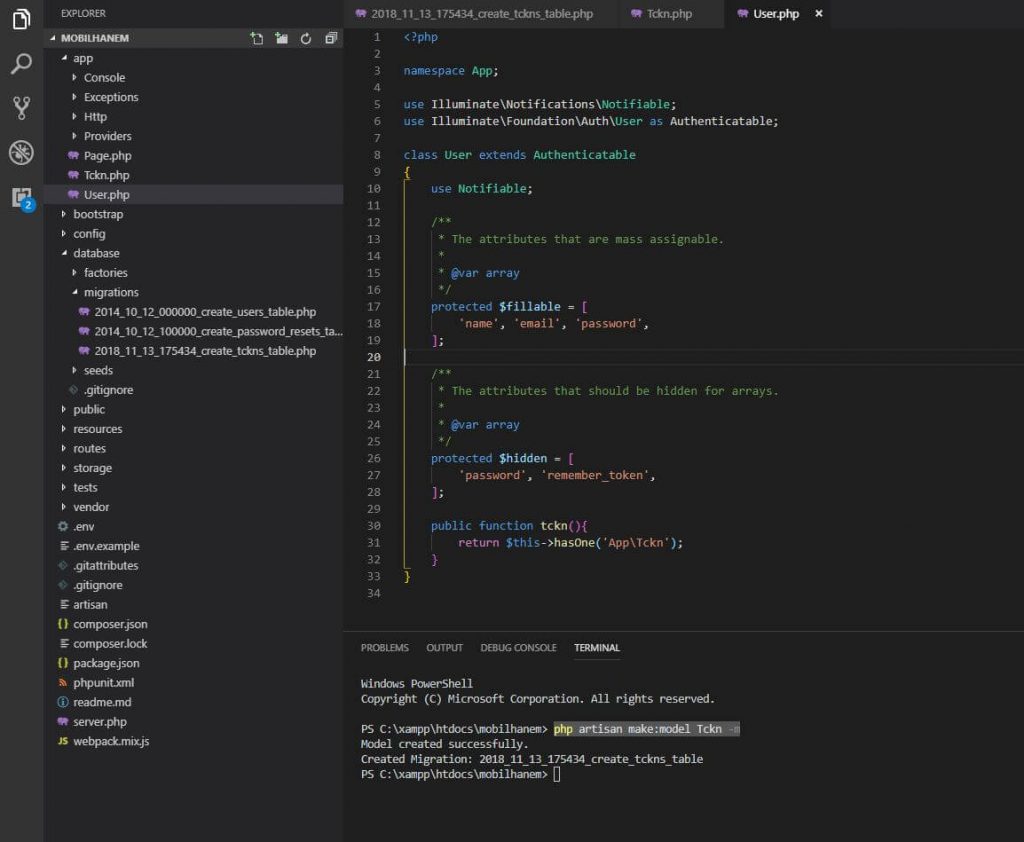 EXPLORER
MOBILHANEM
app
Console
Exceptions
Http
Providers
Page.php
Tckn.php
User.php
bootstrap
config
database
factories
migrations
2014_10_12_000000_create_users_table.php
2014_10_12_100000_create_password_resets_ta...
2018_11_13_175434_create_tckns_table.php
seeds
.gitignore
public
resources
routes
storage
tests
vendor
.env
.env.example
.gitattributes
.gitignore
artisan
composer.json
composer.lock
package.json
phpunit.xml
readme.md
server.php
JS webpack.mix.js
2
2018_11_13_175434_create_tckns_table.php Tckn.php User.php ×
1 <?php
2
3 namespace App;
4
5 use Illuminate\Notifications\Notifiable;
6 use Illuminate\Foundation\Auth\User as Authenticatable;
7
8 class User extends Authenticatable
9 {
10 use Notifiable;
11
12 /**
13 * The attributes that are mass assignable.
14 *
15 * @var array
16 */
17 protected $fillable = [
18 'name', 'email', 'password',
19 ];
20
21 /**
22 * The attributes that should be hidden for arrays.
23 *
24 * @var array
25 */
26 protected $hidden = [
27 'password', 'remember_token',
28 ];
29
30 public function tckn(){
31 return $this->hasOne('App\Tckn');
32 }
33 }
34
PROBLEMS OUTPUT DEBUG CONSOLE TERMINAL
Windows PowerShell
Copyright (C) Microsoft Corporation. All rights reserved.
PS C:\xampp\htdocs\mobilhanem> php artisan make:model Tckn -m
Model created successfully.
Created Migration: 2018_11_13_175434_create_tckns_table
PS C:\xampp\htdocs\mobilhanem>